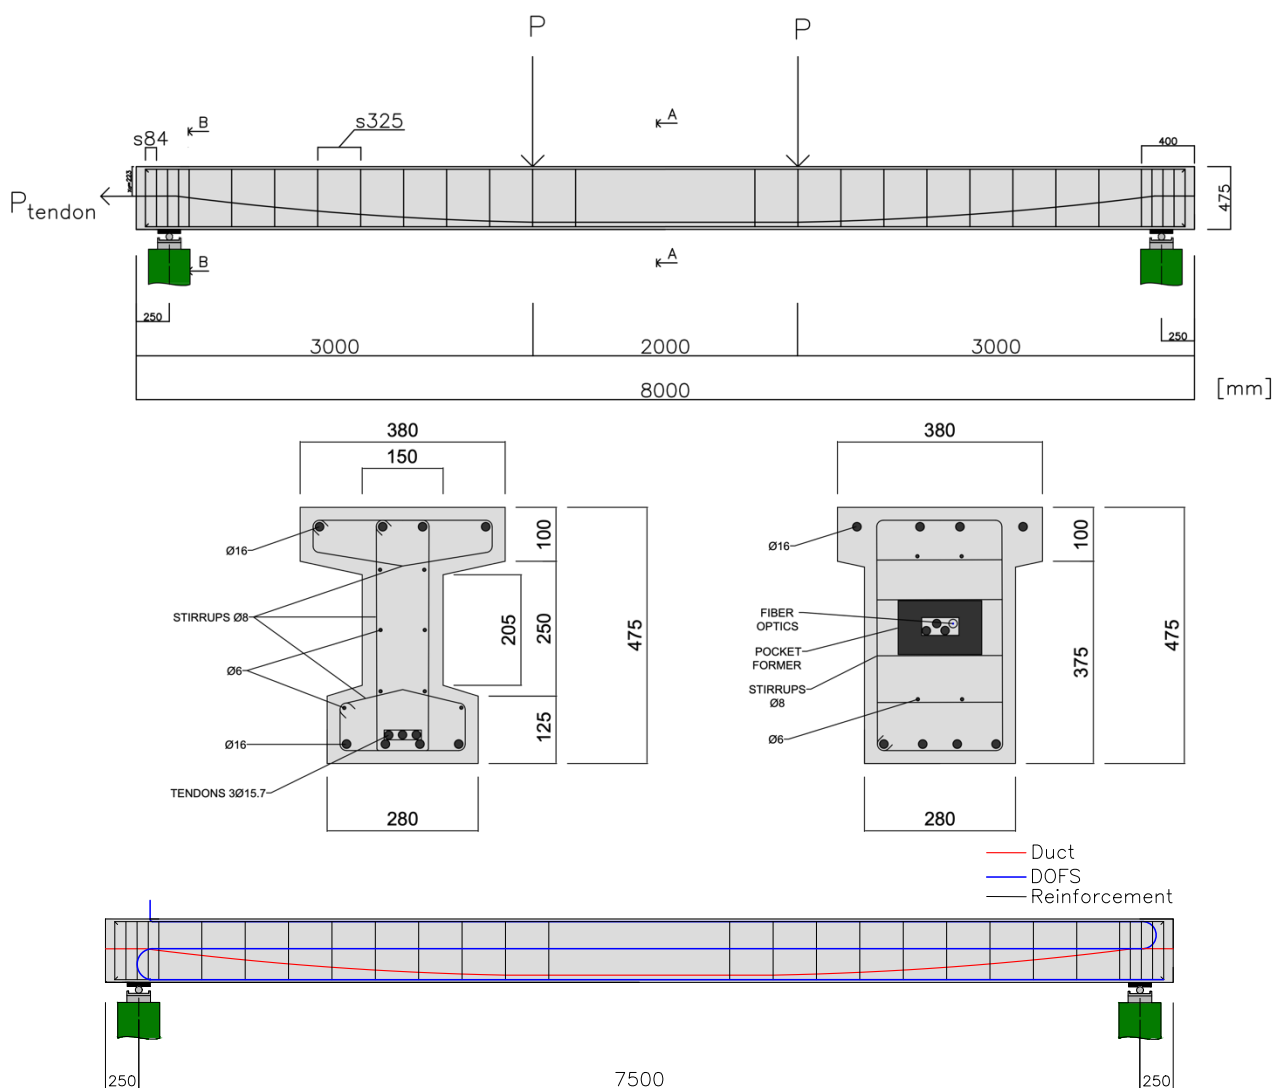 P
P
A
B
s325
s84
400
475
P tendon
B
A
250
250
3000
2000
3000
8000
[mm]
380
150
Ø16
STIRRUPS Ø8
Ø6
Ø16
TENDONS 3Ø15.7
100
205
250
125
475
280
380
Ø16
FIBER
OPTICS
POCKET
FORMER
STIRRUPS
Ø8
Ø6
100
375
475
280
Duct
DOFS
Reinforcement
250
7500
250